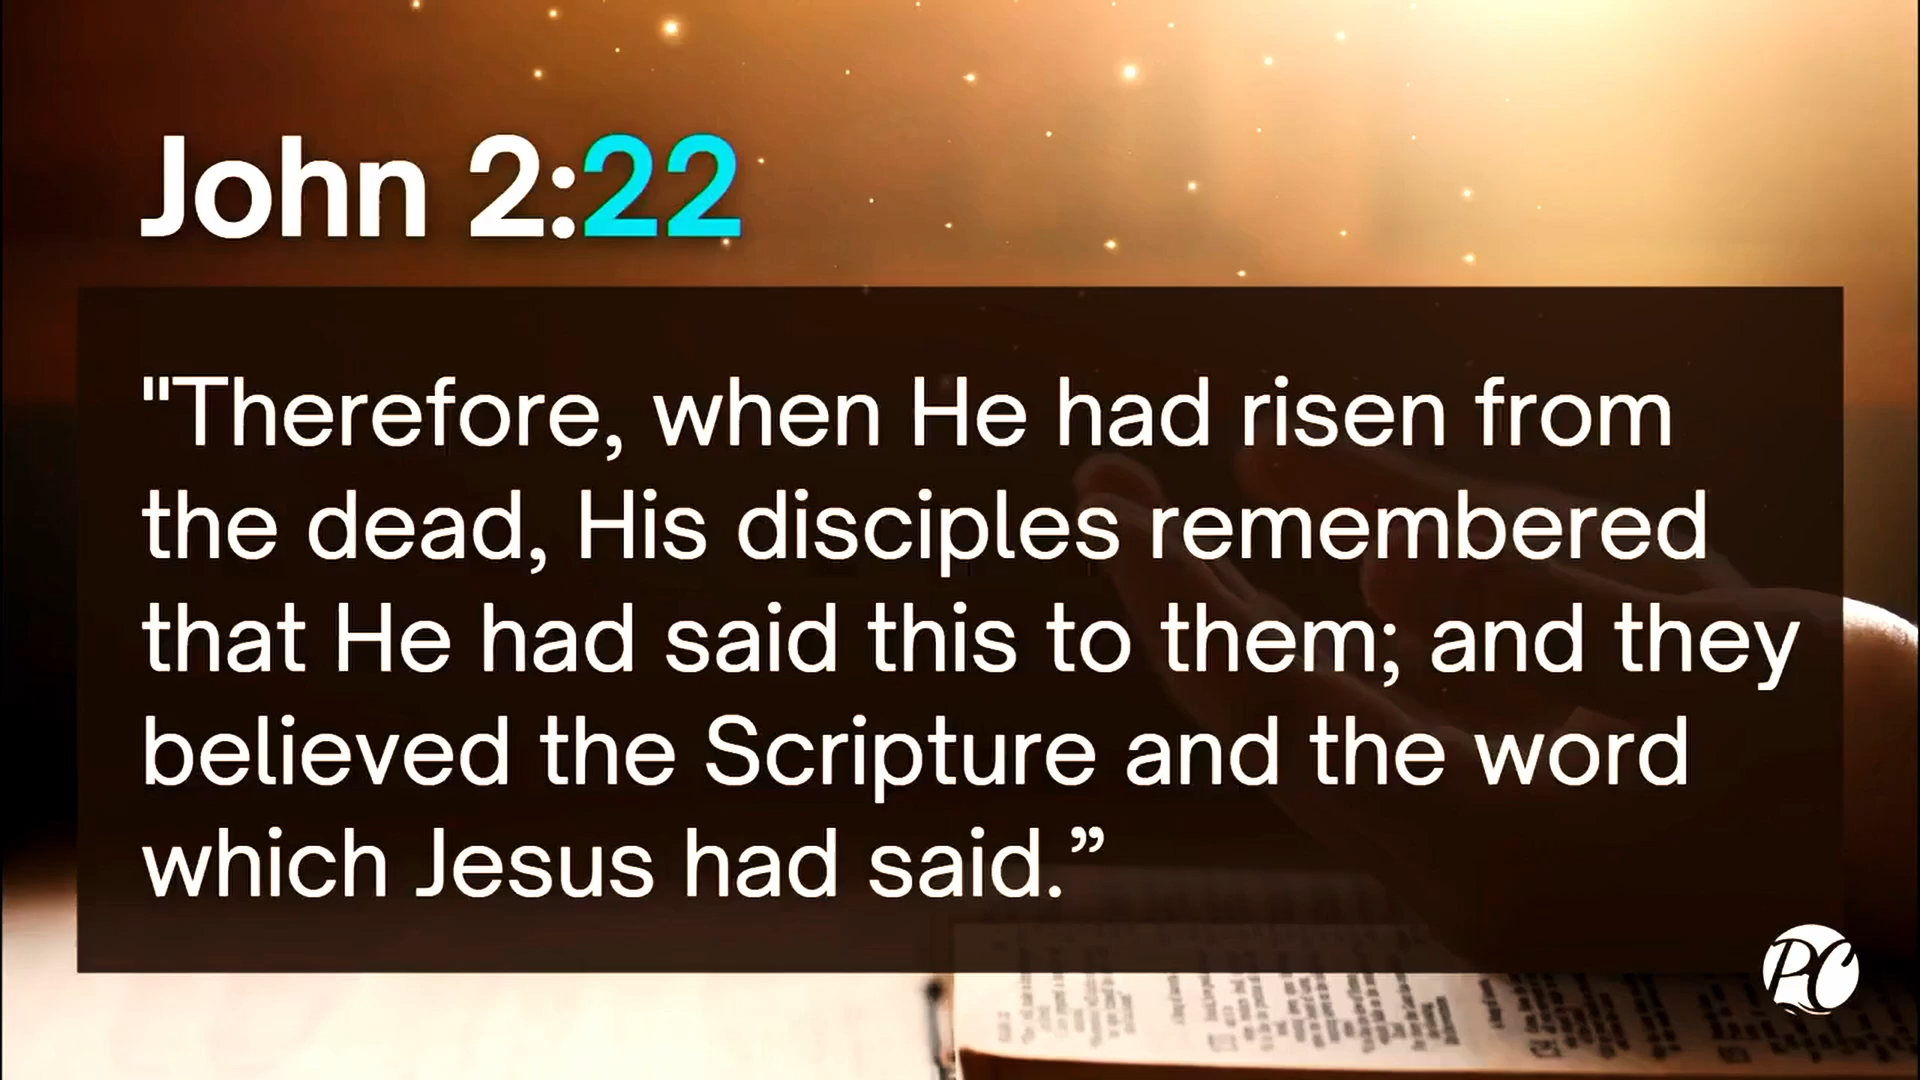 John 2:22
"Therefore, when He had risen from
the dead, His disciples remembered
that He had said this to them; and they
believed the Scripture and the word
which Jesus had said.”
PC